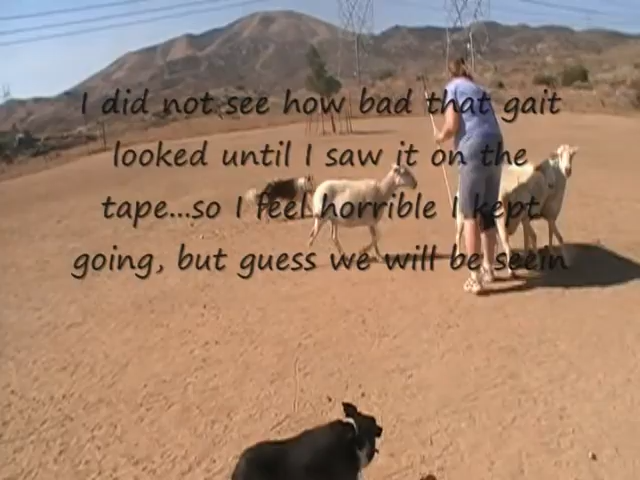 I did not see how bad that gait
looked until I saw it on the
tape...so I feel horrible I kept
going, but guess we will be seein